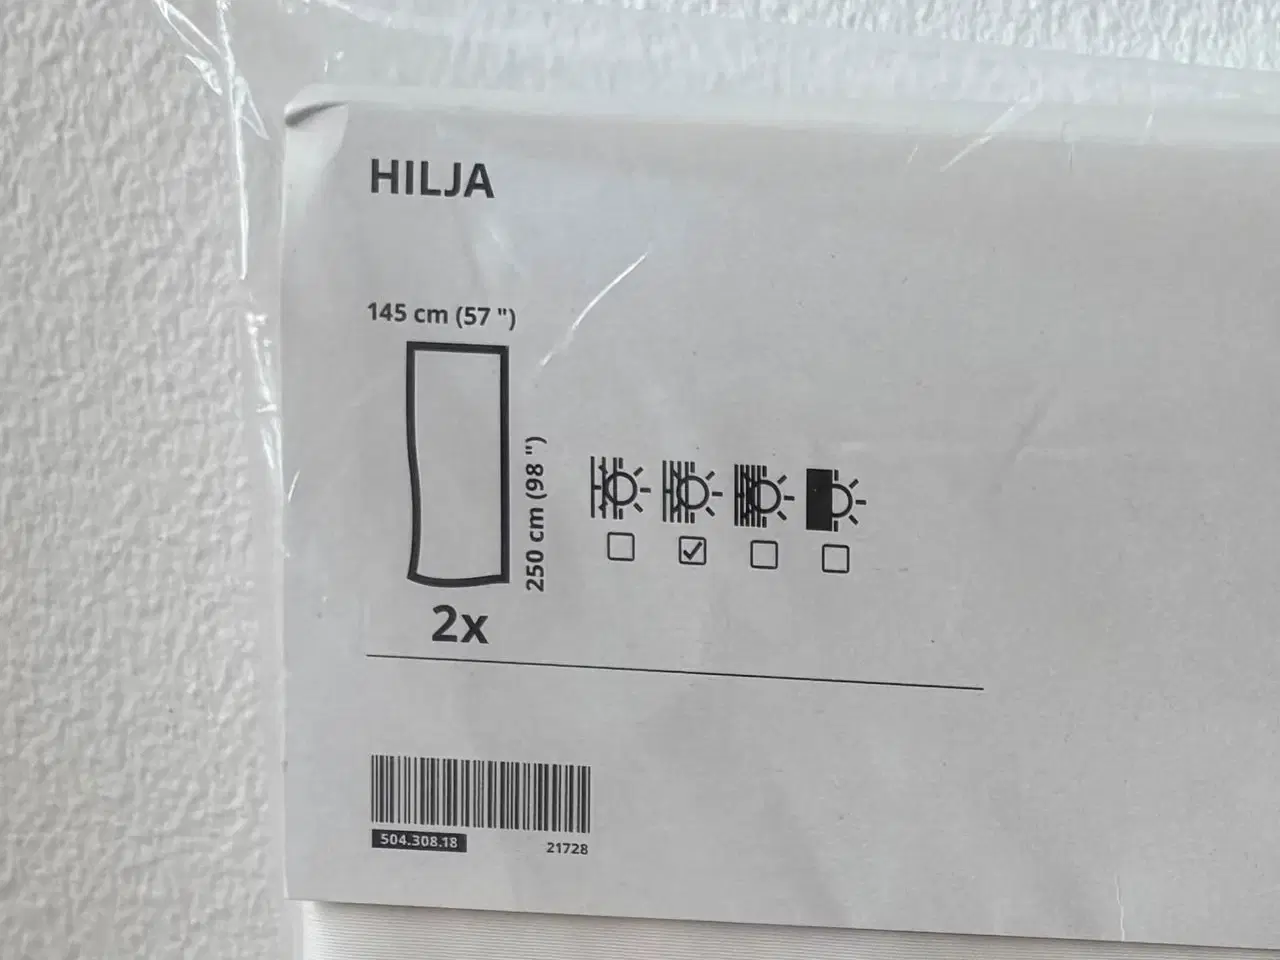 HILJA
145 cm (57 ")
250 cm (98 ")
2x
504.308.18
21728